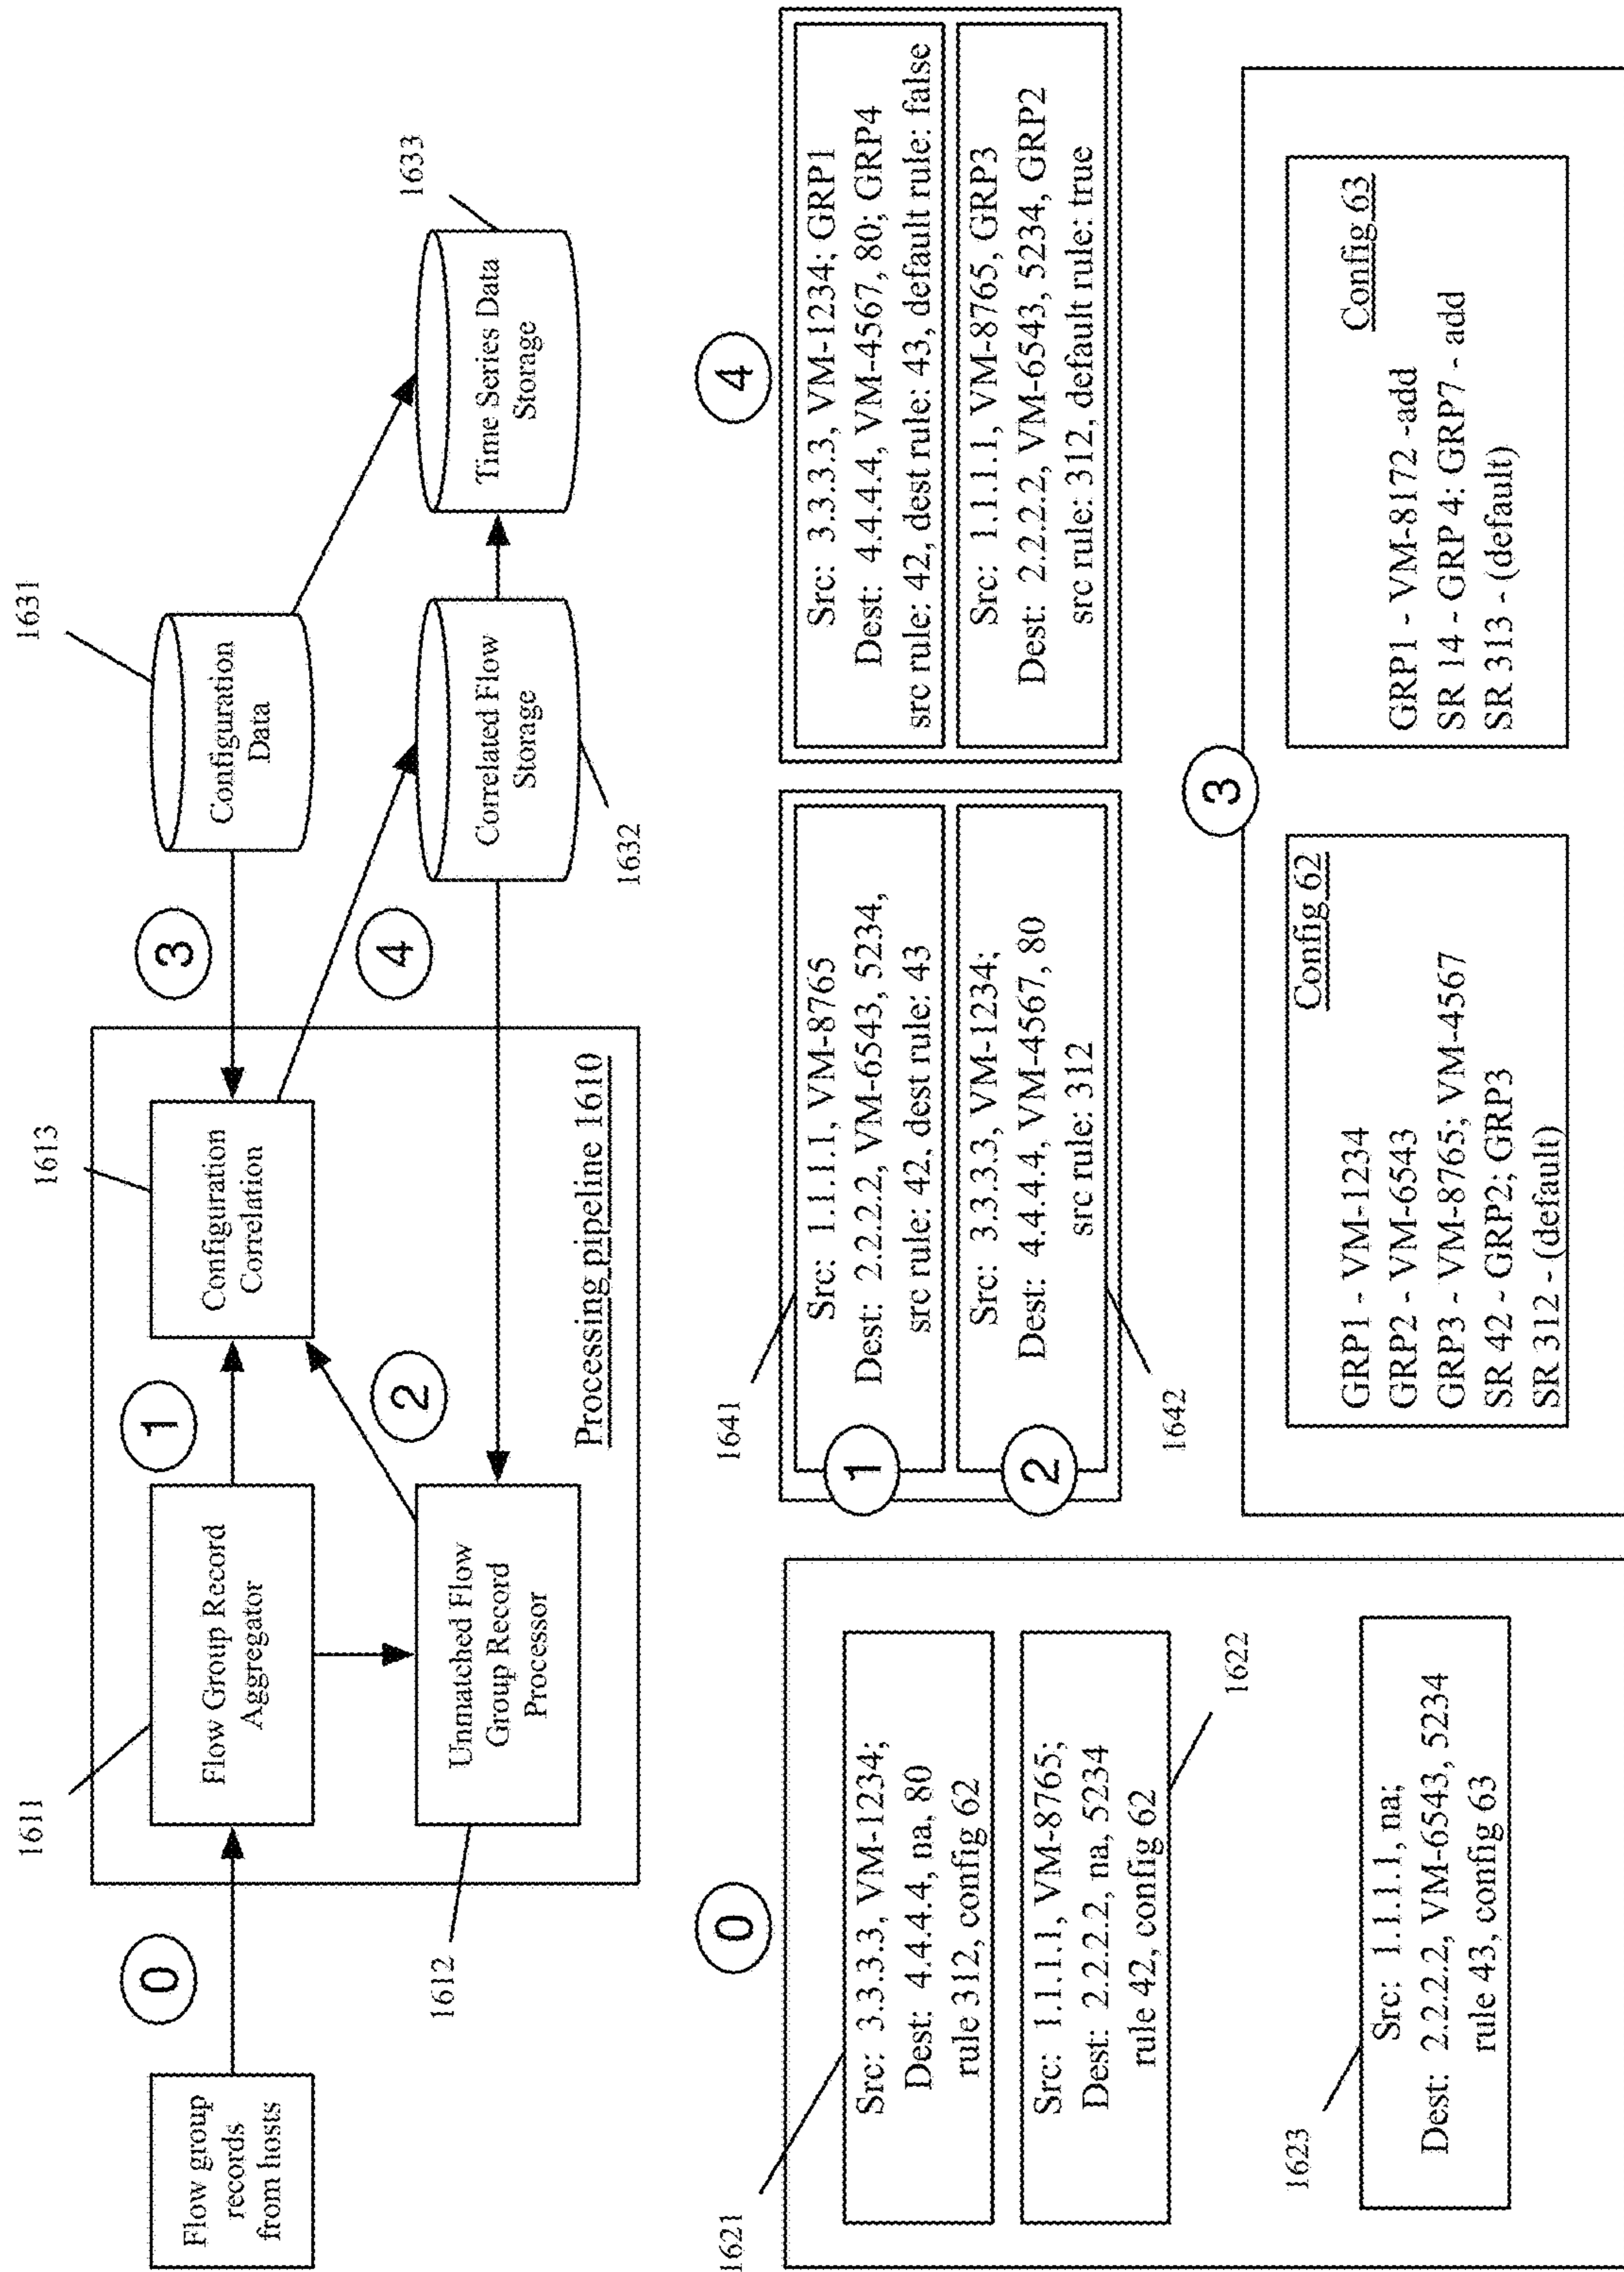 Flow group
records
from hosts
0
1611
Flow Group Record
Aggregator
1
1613
Configuration
Correlation
3
1631
Configuration
Data
1612
Unmatched Flow
Group Record
Processor
2
4
Processing pipeline 1610
Correlated Flow
Storage
1632
Time Series Data
Storage
1633
0
1621
Src: 3.3.3.3, VM-1234;
Dest: 4.4.4.4, na, 80
rule 312, config 62
Src: 1.1.1.1, VM-8765;
Dest: 2.2.2.2, na, 5234
rule 42, config 62
1622
1623
Src: 1.1.1.1, na;
Dest: 2.2.2.2, VM-6543, 5234
rule 43, config 63
1641
1
Src: 1.1.1.1, VM-8765
Dest: 2.2.2.2, VM-6543, 5234,
src rule: 42, dest rule: 43
2
Src: 3.3.3.3, VM-1234;
Dest: 4.4.4.4, VM-4567, 80
src rule: 312
1642
4
Src: 3.3.3.3, VM-1234; GRP1
Dest: 4.4.4.4, VM-4567, 80; GRP4
src rule: 42, dest rule: 43, default rule: false
Src: 1.1.1.1, VM-8765, GRP3
Dest: 2.2.2.2, VM-6543, 5234, GRP2
src rule: 312, default rule: true
3
Config 62
GRP1 - VM-1234
GRP2 - VM-6543
GRP3 - VM-8765; VM-4567
SR 42 - GRP2; GRP3
SR 312 - (default)
Config 63
GRP1 - VM-8172 -add
SR 14 - GRP 4: GRP7 - add
SR 313 - (default)